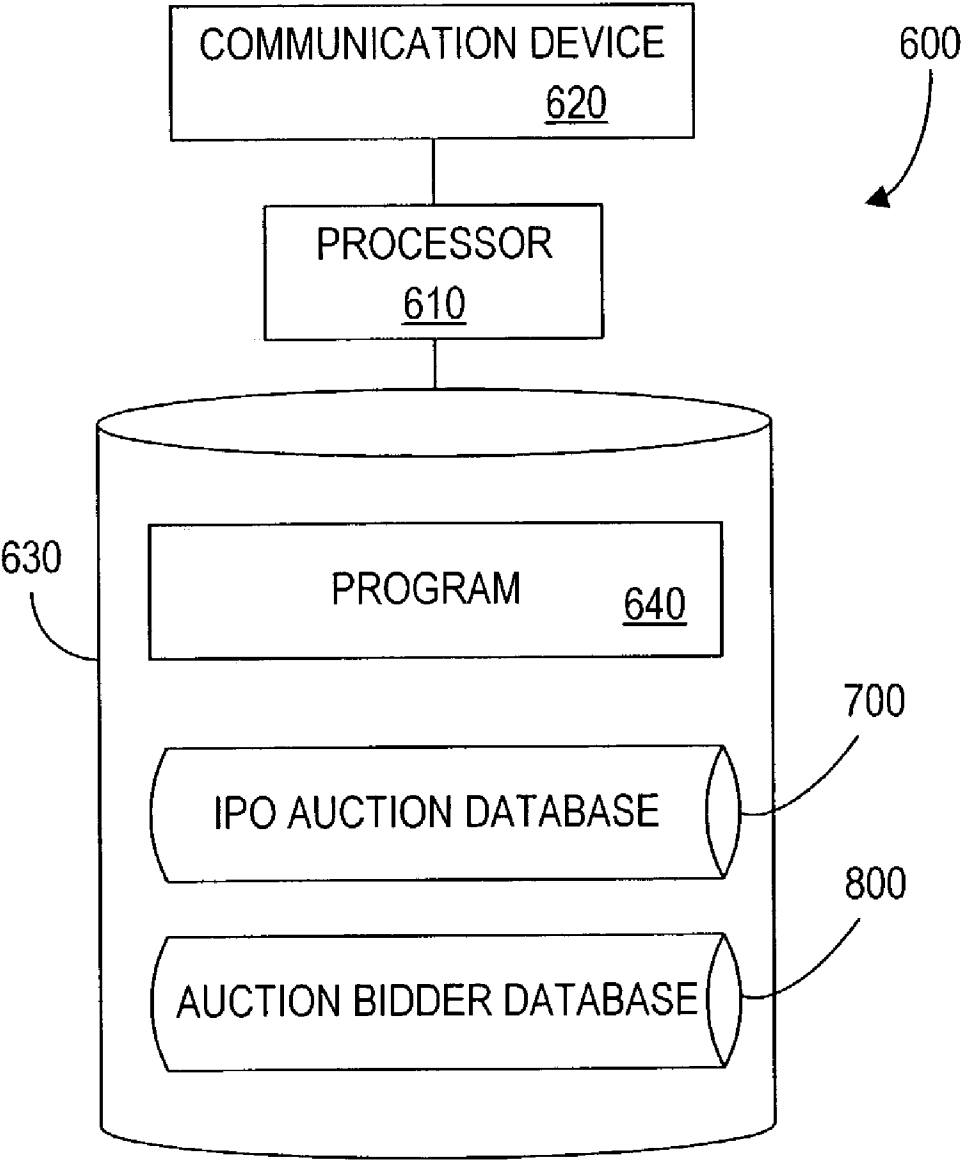 COMMUNICATION DEVICE
620
600
PROCESSOR
610
630
PROGRAM
640
700
IPO AUCTION DATABASE
800
AUCTION BIDDER DATABASE